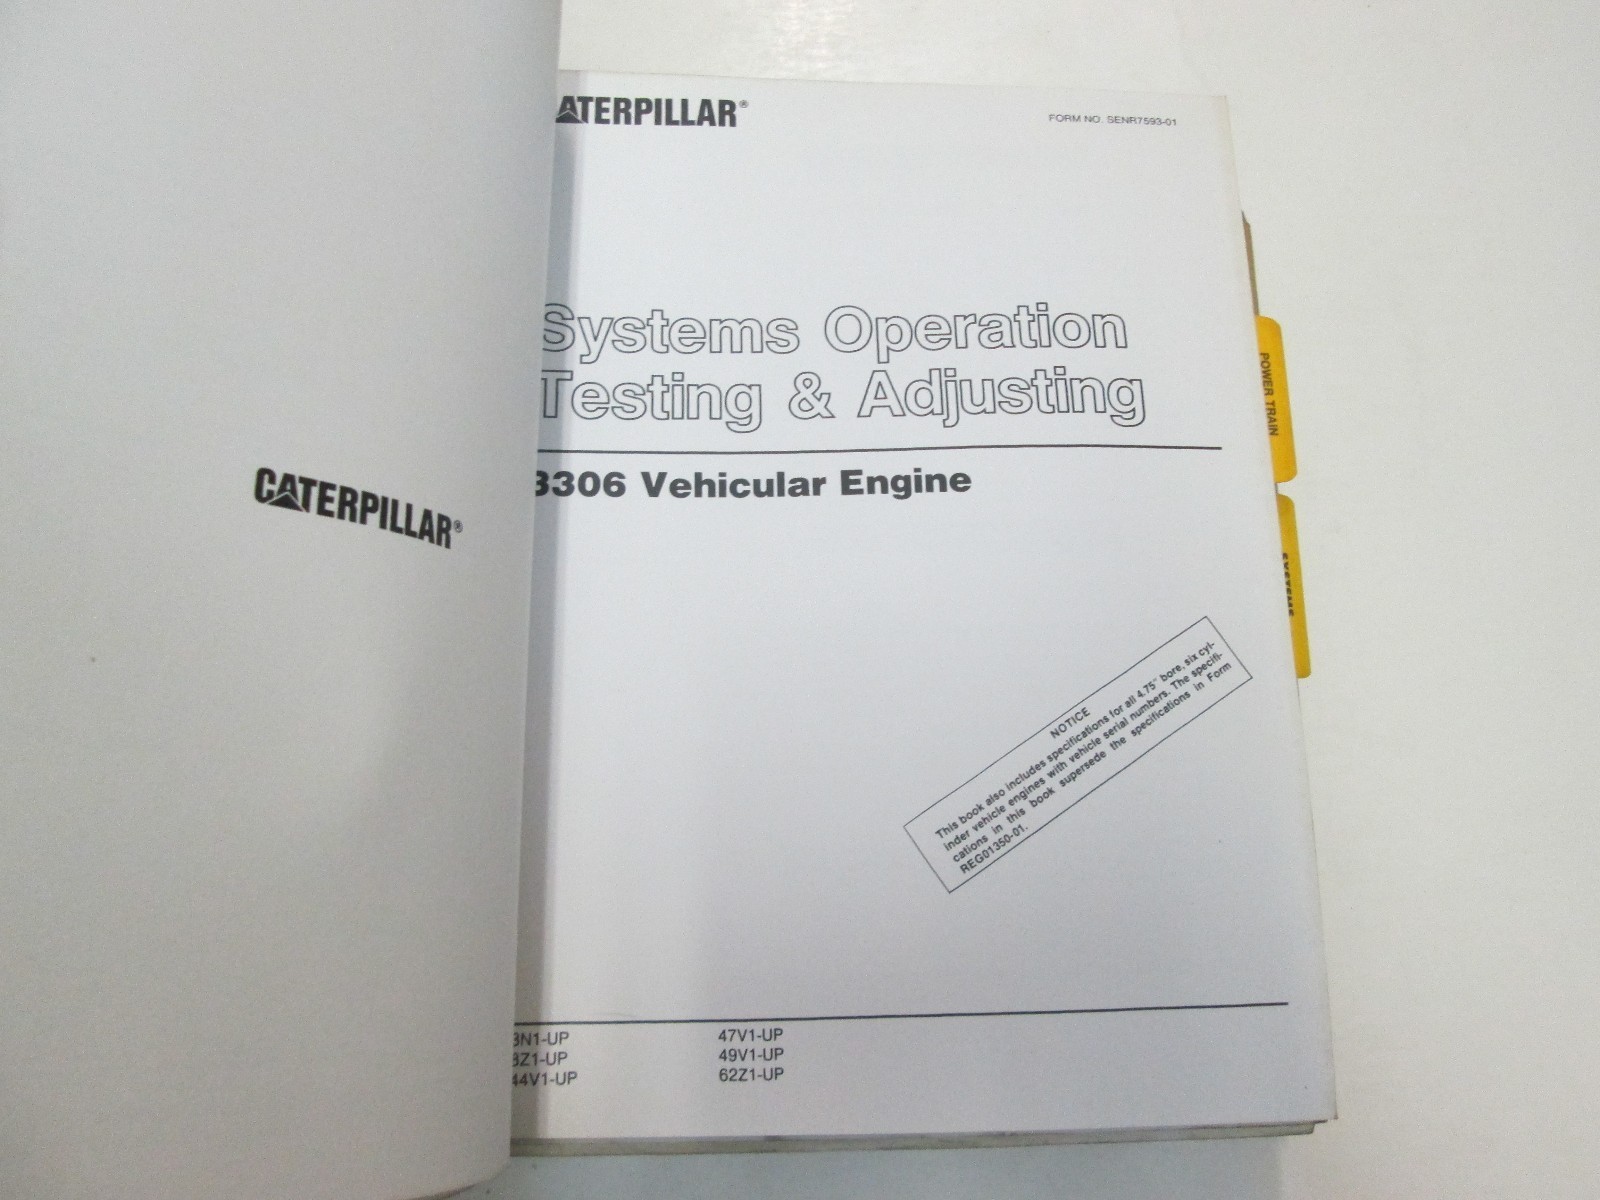 CATERPILLAR®
ATERPILLAR®
FORM NO. SENR7593-01
Systems Operation
Testing & Adjusting
3306 Vehicular Engine
NOTICE
This book also includes specifications for all 4.75" bore, six cyl-
inder vehicle engines with vehicle serial numbers. The specifi-
cations in this book supersede the specifications in Form
REG01350-01.
3N1-UP
3Z1-UP
44V1-UP
47V1-UP
49V1-UP
62Z1-UP
POWER TRAIN
SYSTEMS